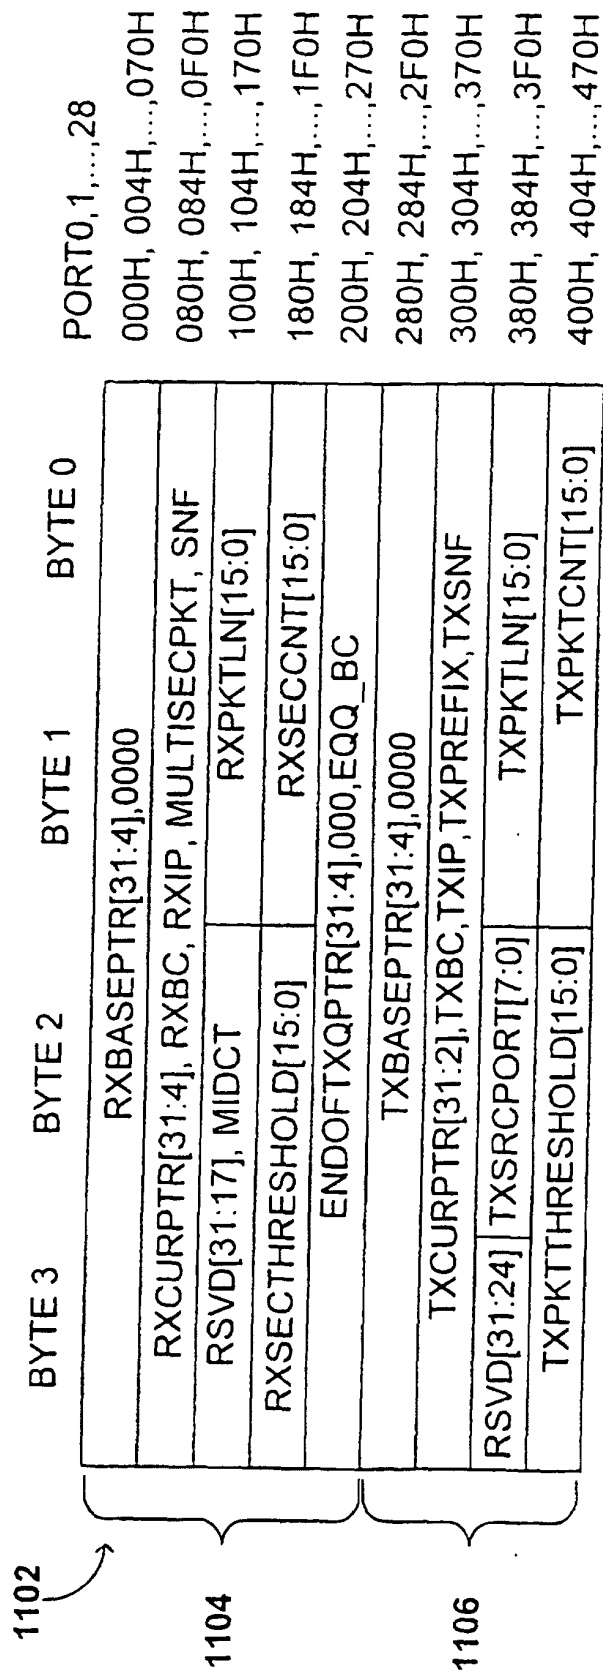 1102
BYTE 3 BYTE 2 BYTE 1 BYTE 0 PORT0,1,...,28
RXBASEPTR[31:4],0000 000H, 004H,...,070H
RXCURPTR[31:4], RXBC, RXIP, MULTISECPKT, SNF 080H, 084H,...,0F0H
RSVD[31:17], MIDCT RXPKTLN[15:0] 100H, 104H,...,170H
RXSECTHRESHOLD[15:0] RXSECCNT[15:0] 180H, 184H,...,1F0H
ENDOFTXQPTR[31:4],000,EQQ_BC 200H, 204H,...,270H
TXBASEPTR[31:4],0000 280H, 284H,...,2F0H
TXCURPTR[31:2],TXBC,TXIP,TXPREFIX,TXSNF 300H, 304H,...,370H
RSVD[31:24] TXSRCPORT[7:0] TXPKTLN[15:0] 380H, 384H,...,3F0H
TXPKTTHRESHOLD[15:0] TXPKTCNT[15:0] 400H, 404H,...,470H
1104
1106